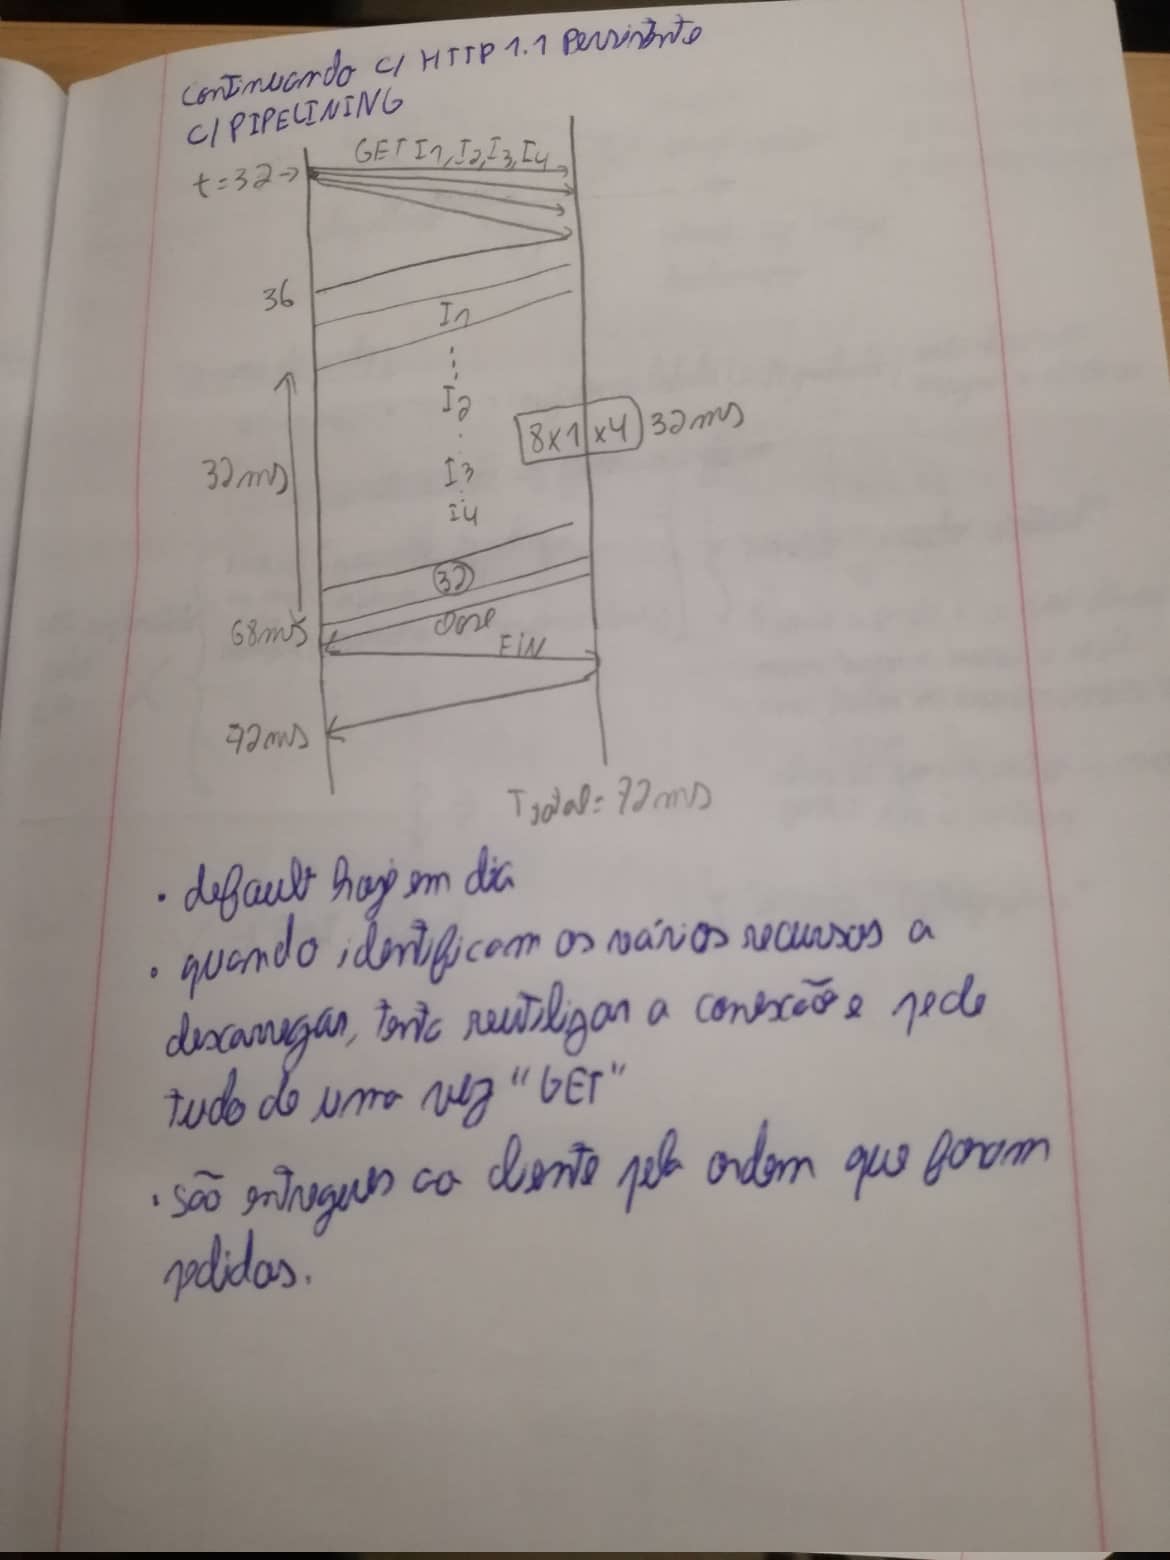 continuando c/ HTTP 1.1 Persistente
C/ PIPELINING
GET I1, I2, I3, I4
t=32->
36
I1
I2
8x1 x4 32ms
32ms
I3
I4
32
68ms
FIN
72ms
Total = 72ms
• default hoje em dia
• quando identificam os vários recursos a
descarregar, tenta reutilizar a conexão e pede
tudo de uma vez "GET"
• são entregues ao cliente pela ordem que foram
pedidas.